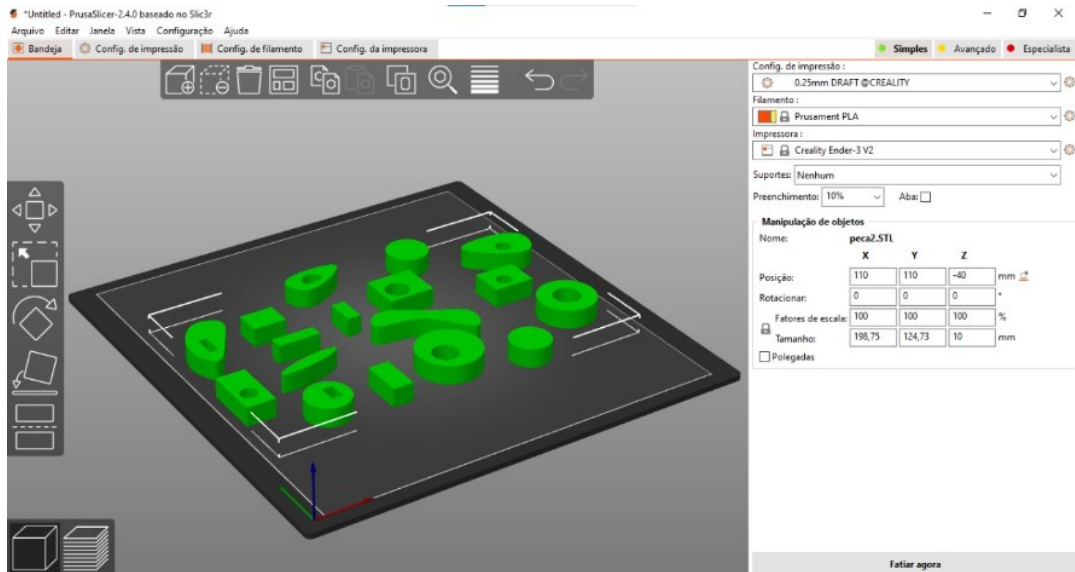 *Untitled - PrusaSlicer-2.4.0 baseado no Slic3r
Arquivo Editar Janela Vista Configuração Ajuda
Bandeja Config. de impressão Config. de filamento Config. da impressora Simples Avançado Especialista
Config. de impressão :
0.25mm DRAFT @CREALITY
Filamento :
Prusament PLA
Impressora :
Creality Ender-3 V2
Suportes: Nenhum
Preenchimento: 10% Aba:
Manipulação de objetos
Nome: peca2.STL
X Y Z
Posição: 110 110 -40 mm
Rotacionar: 0 0 0 °
Fatores de escala: 100 100 100 %
Tamanho: 198,75 124,73 10 mm
Polegadas
Fatiar agora